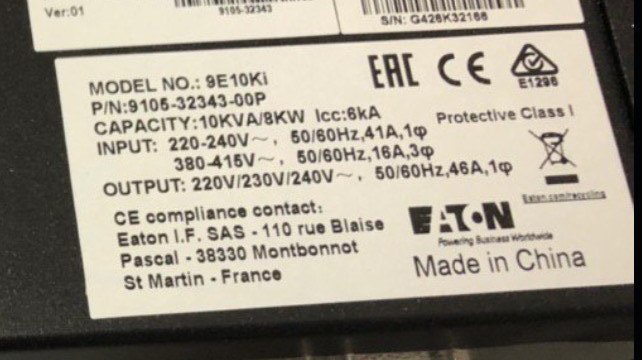 Ver:01
9105-32343
S/N: G426K32166
MODEL NO.: 9E10Ki
P/N:9105-32343-00P
CAPACITY:10KVA/8KW Icc:6kA
INPUT: 220-240V～, 50/60Hz,41A,1φ
380-415V～, 50/60Hz,16A,3φ
OUTPUT: 220V/230V/240V～, 50/60Hz,46A,1φ
EAC CE
E1296
Protective Class I
Eaton.com/recycling
CE compliance contact:
Eaton I.F. SAS - 110 rue Blaise
Pascal - 38330 Montbonnot
St Martin - France
EATON
Powering Business Worldwide
Made in China